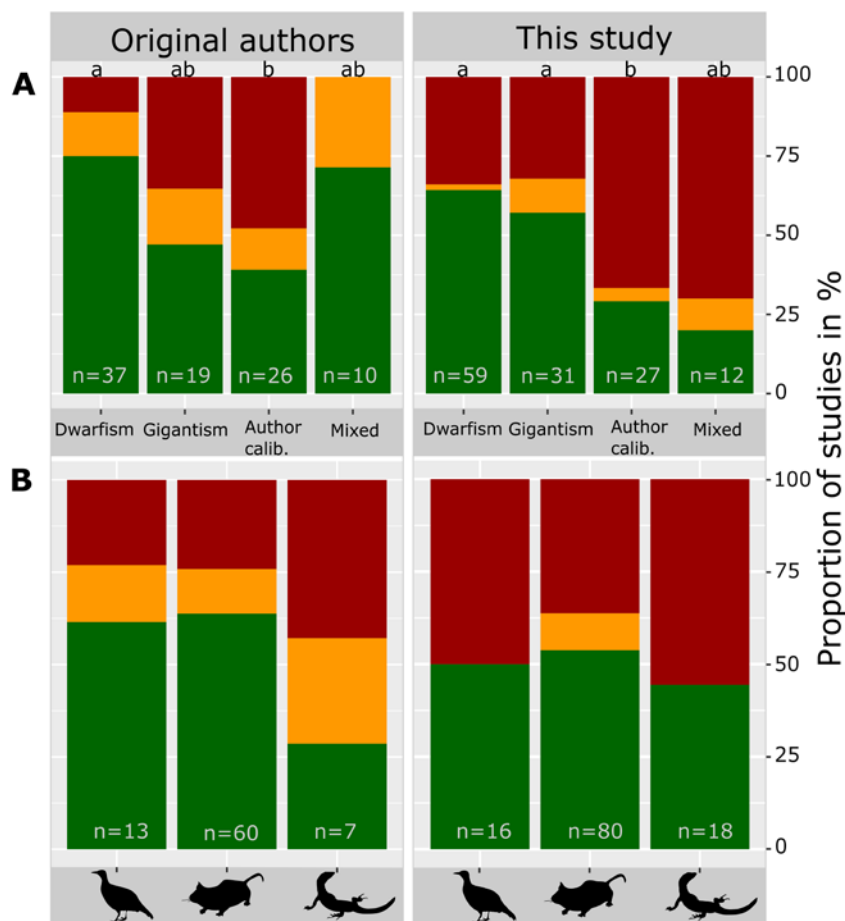 Original authors This study
A
a ab b ab a a b ab
100
75
50
25
0
n=37 n=19 n=26 n=10 n=59 n=31 n=27 n=12
Dwarfism Gigantism Author calib. Mixed Dwarfism Gigantism Author calib. Mixed
B
100
75
50
25
0
n=13 n=60 n=7 n=16 n=80 n=18
Proportion of studies in %